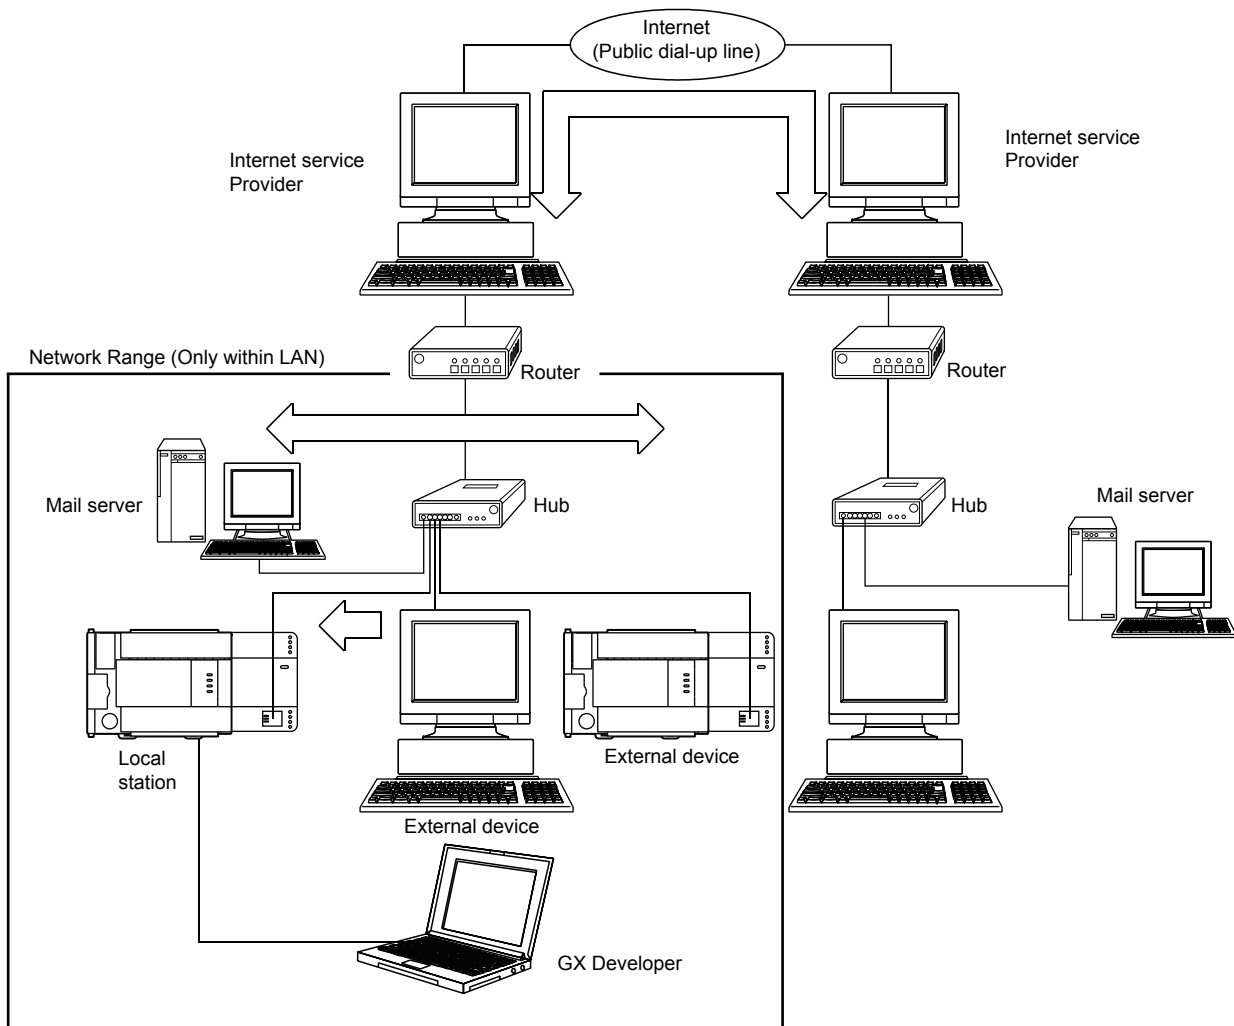 Internet
(Public dial-up line)
Internet service
Provider
Internet service
Provider
Network Range (Only within LAN)
Router
Router
Mail server
Hub
Hub
Mail server
Local
station
External device
External device
GX Developer